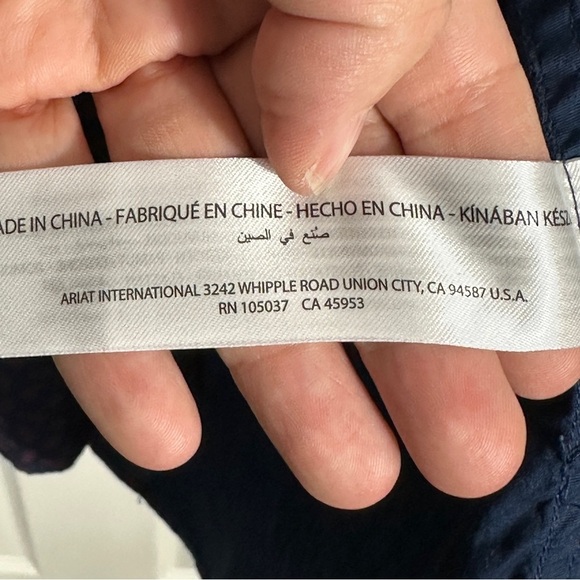 ADE IN CHINA - FABRIQUÉ EN CHINE - HECHO EN CHINA - KÍNÁBAN KÉSZ
صُنع في الصين
ARIAT INTERNATIONAL 3242 WHIPPLE ROAD UNION CITY, CA 94587 U.S.A.
RN 105037 CA 45953